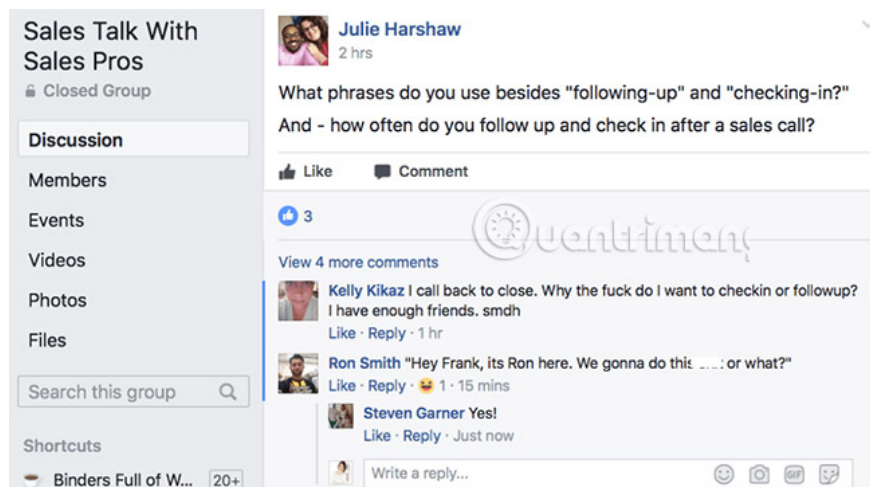 Sales Talk With
Sales Pros
Closed Group
Discussion
Members
Events
Videos
Photos
Files
Search this group
Shortcuts
Binders Full of W... 20+
Julie Harshaw
2 hrs
What phrases do you use besides "following-up" and "checking-in?"
And - how often do you follow up and check in after a sales call?
Like Comment
3
Quantrimang
View 4 more comments
Kelly Kikaz I call back to close. Why the fuck do I want to checkin or followup?
I have enough friends. smdh
Like · Reply · 1 hr
Ron Smith "Hey Frank, its Ron here. We gonna do this or what?"
Like · Reply · 1 · 15 mins
Steven Garner Yes!
Like · Reply · Just now
Write a reply...
GIF